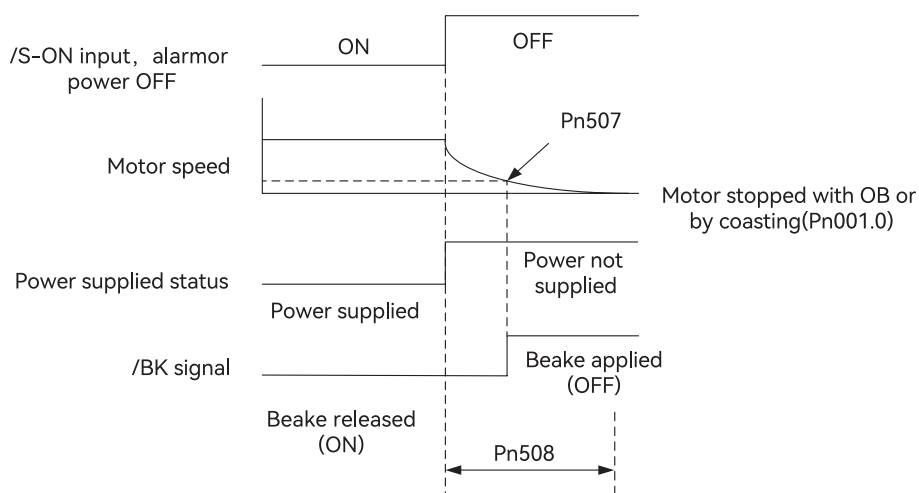 /S-ON input, alarmor
power OFF
ON
OFF
Pn507
Motor speed
Motor stopped with OB or
by coasting(Pn001.0)
Power supplied status
Power supplied
Power not
supplied
/BK signal
Beake applied
(OFF)
Beake released
(ON)
Pn508